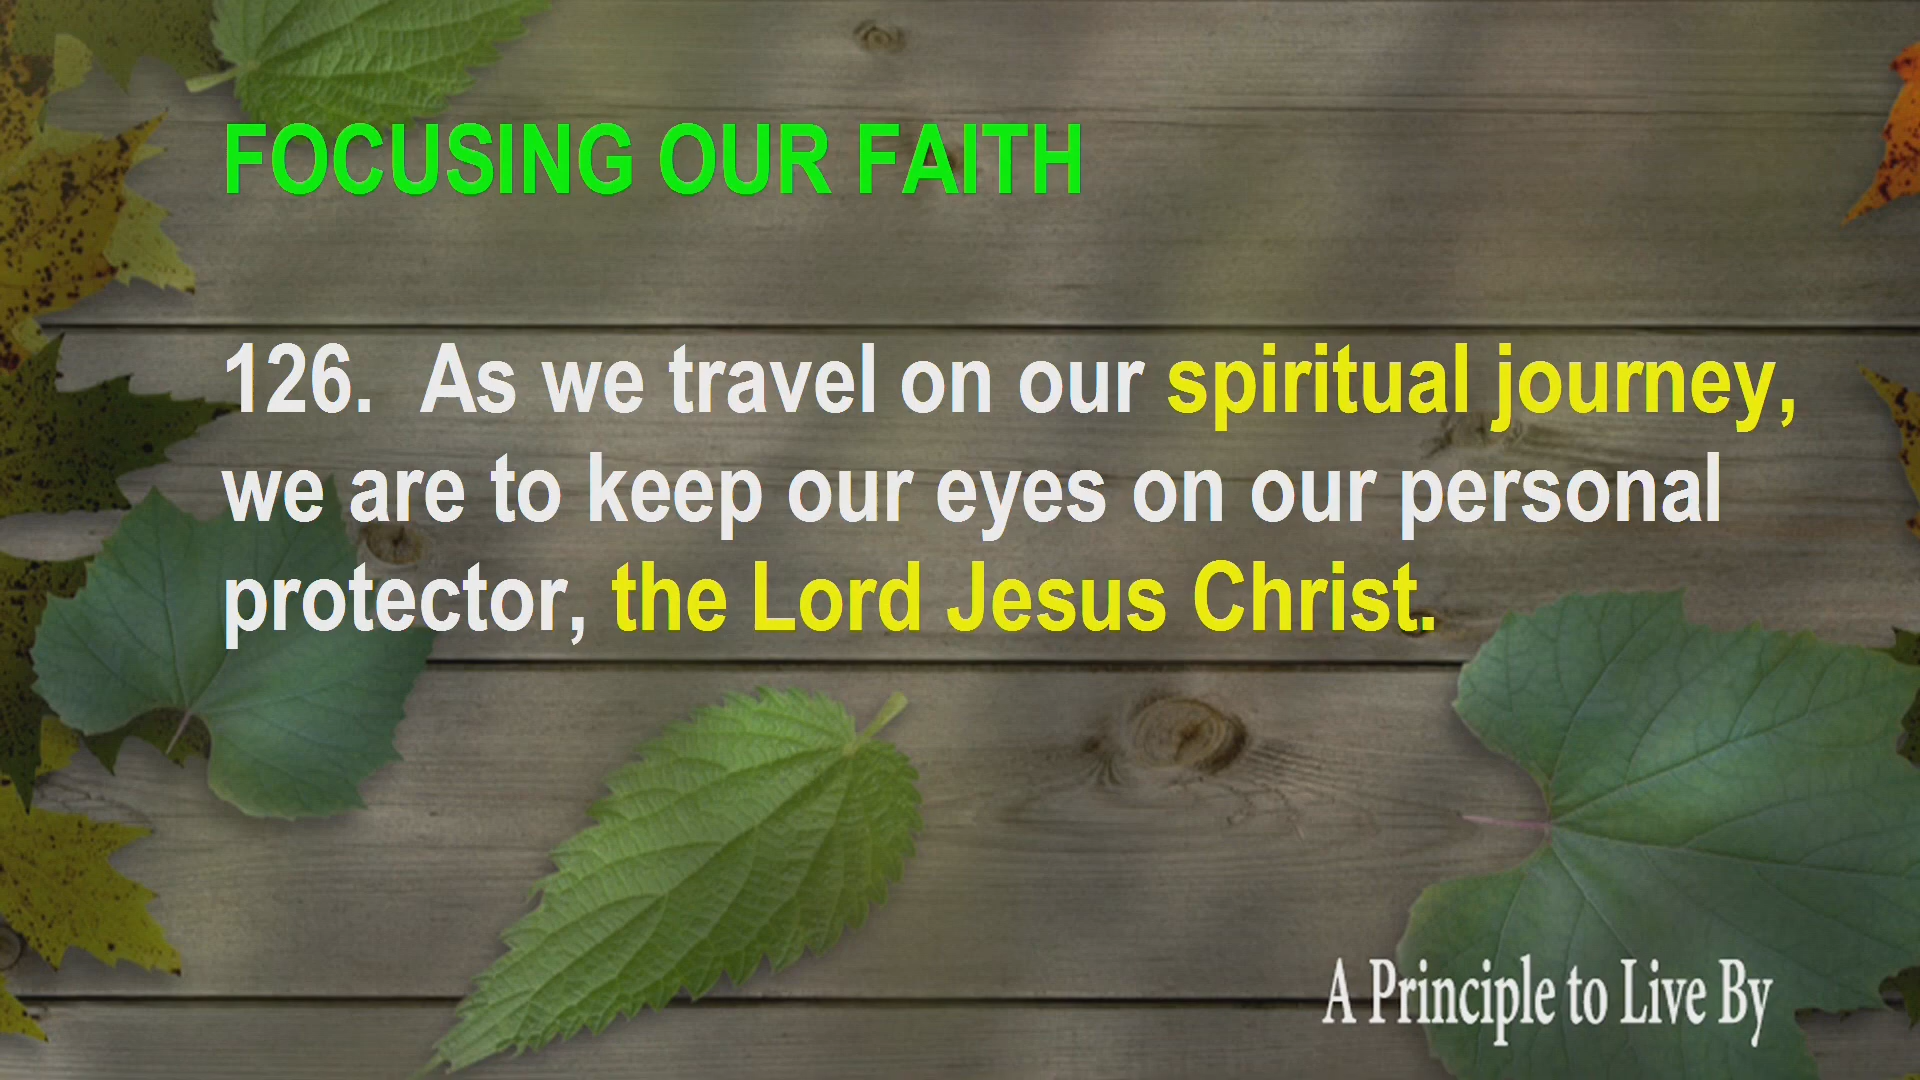 FOCUSING OUR FAITH
126. As we travel on our spiritual journey,
we are to keep our eyes on our personal
protector, the Lord Jesus Christ.
A Principle to Live By